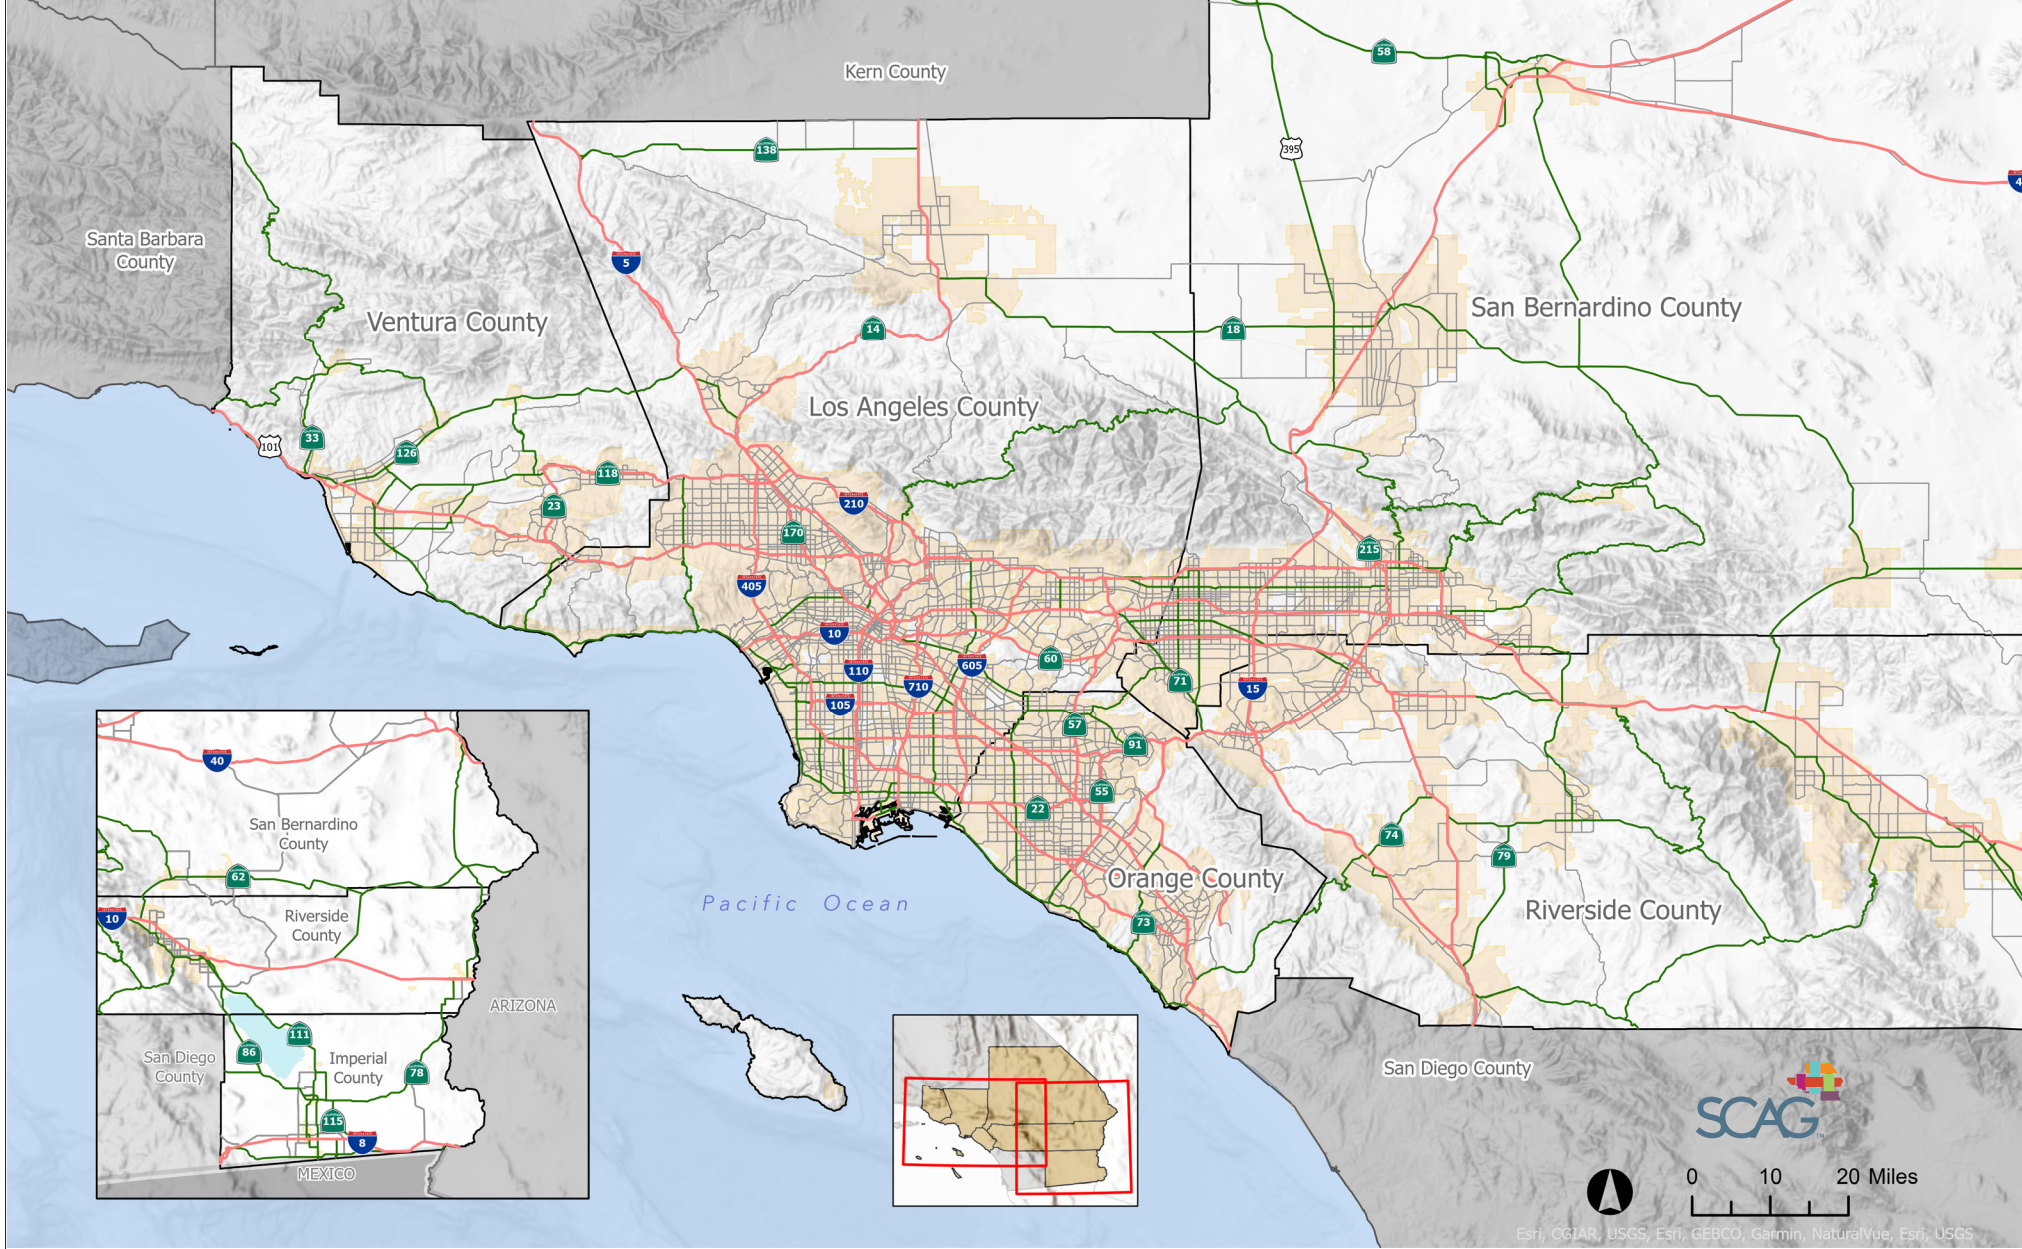 Kern County
58
138
395
Santa Barbara
County
5
Ventura County
14
18
San Bernardino County
Los Angeles County
33
101
126
118
23
210
170
215
405
10
110
605
60
71
15
710
105
57
91
55
22
74
79
Orange County
Riverside County
73
Pacific Ocean
40
San Bernardino
County
62
10
Riverside
County
ARIZONA
111
86
San Diego
County
Imperial
County
78
115
8
MEXICO
San Diego County
SCAG
TM
0 10 20 Miles
Esri, CGIAR, USGS, Esri, GEBCO, Garmin, NaturalVue, Esri, USGS